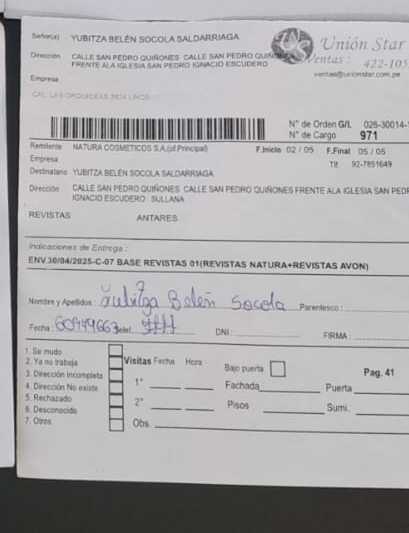 Señor(a) YUBITZA BELÉN SOCOLA SALDARRIAGA
Dirección CALLE SAN PEDRO QUIÑONES CALLE SAN PEDRO QUIÑONES
FRENTE ALA IGLESIA SAN PEDRO IGNACIO ESCUDERO
Unión Star
Ventas: 422-105
ventas@unionstar.com.pe
Empresa
N° de Orden G/L 026-30014-1
N° de Cargo 971
Remitente NATURA COSMETICOS S.A.(of.Principal) F.Inicio 02 / 05 F.Final 05 / 05
Empresa Tlf. 92-7851649
Destinatario YUBITZA BELÉN SOCOLA SALDARRIAGA
Dirección CALLE SAN PEDRO QUIÑONES CALLE SAN PEDRO QUIÑONES FRENTE ALA IGLESIA SAN PEDR
IGNACIO ESCUDERO SULLANA
REVISTAS ANTARES
Indicaciones de Entrega :
ENV.30/04/2025-C-07 BASE REVISTAS 01(REVISTAS NATURA+REVISTAS AVON)
Nombre y Apellidos : Yubitza Belén Socola Parentesco :
Fecha : DNI : FIRMA :
1. Se mudo
2. Ya no trabaja
3. Dirección incompleta
4. Dirección No existe
5. Rechazado
6. Desconocido
7. Otros
Visitas Fecha Hora Bajo puerta Pag. 41
1° Fachada Puerta
2° Pisos Sumi.
Obs.